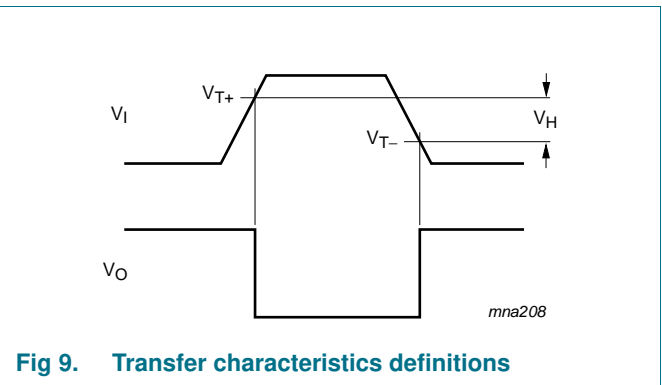 VT+
VI
VH
VT−
VO
mna208
Fig 9. Transfer characteristics definitions